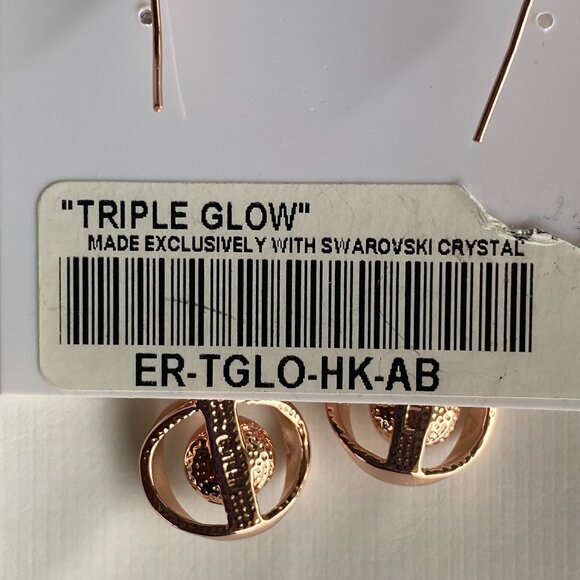 "TRIPLE GLOW"
MADE EXCLUSIVELY WITH SWAROVSKI CRYSTAL
ER-TGLO-HK-AB